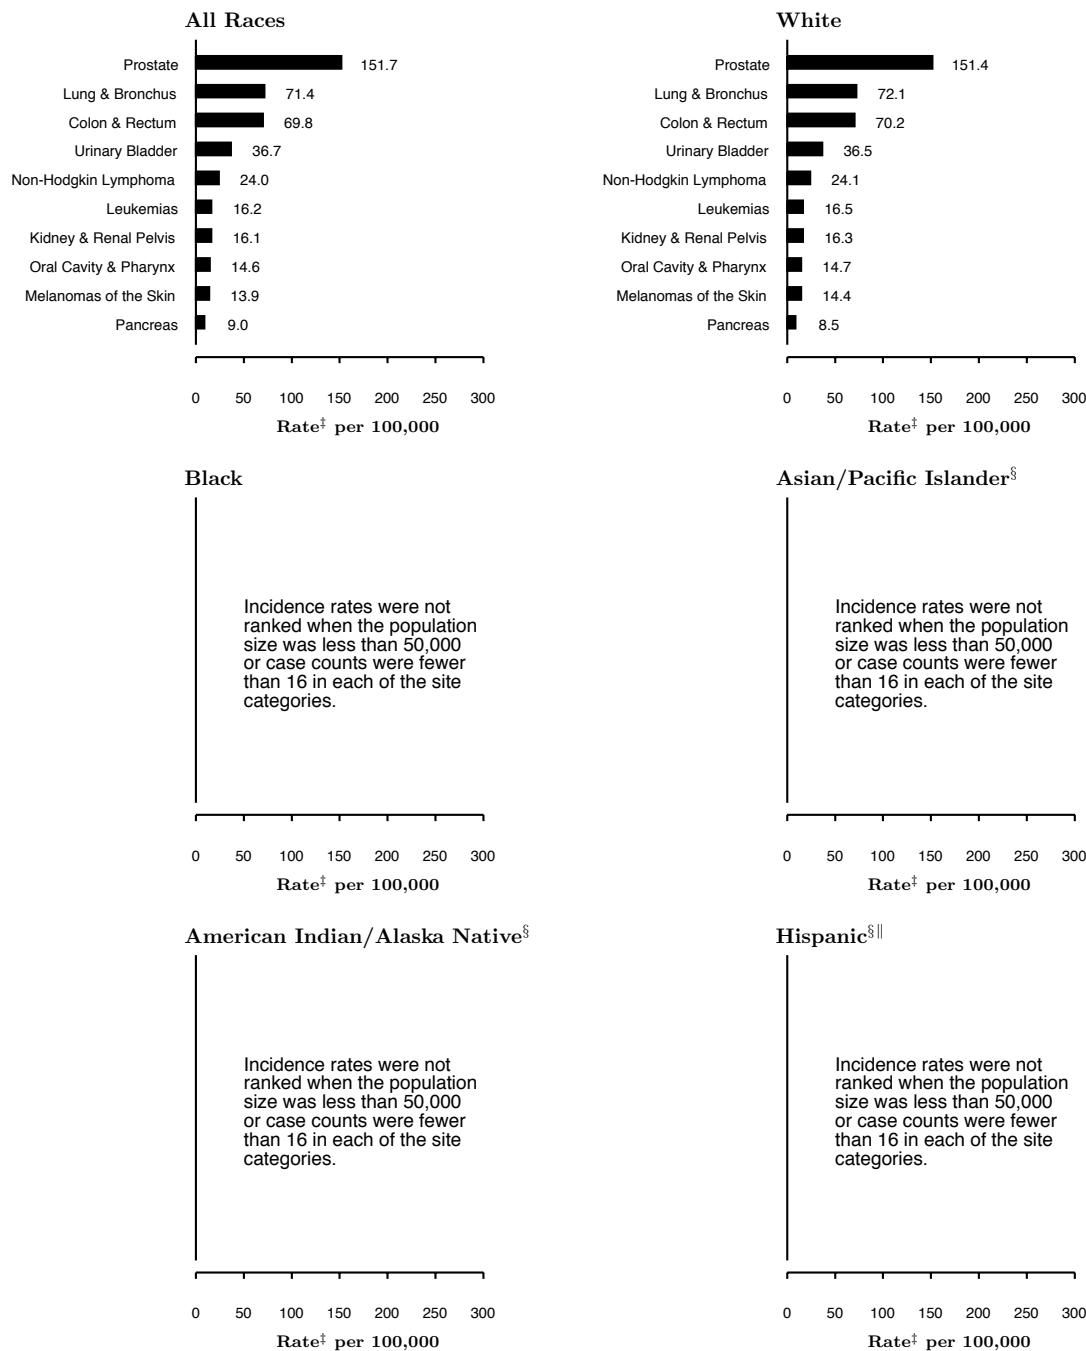 All Races
Prostate 151.7
Lung & Bronchus 71.4
Colon & Rectum 69.8
Urinary Bladder 36.7
Non-Hodgkin Lymphoma 24.0
Leukemias 16.2
Kidney & Renal Pelvis 16.1
Oral Cavity & Pharynx 14.6
Melanomas of the Skin 13.9
Pancreas 9.0
0 50 100 150 200 250 300
Rate‡ per 100,000
White
Prostate 151.4
Lung & Bronchus 72.1
Colon & Rectum 70.2
Urinary Bladder 36.5
Non-Hodgkin Lymphoma 24.1
Leukemias 16.5
Kidney & Renal Pelvis 16.3
Oral Cavity & Pharynx 14.7
Melanomas of the Skin 14.4
Pancreas 8.5
0 50 100 150 200 250 300
Rate‡ per 100,000
Black
Incidence rates were not
ranked when the population
size was less than 50,000
or case counts were fewer
than 16 in each of the site
categories.
0 50 100 150 200 250 300
Rate‡ per 100,000
Asian/Pacific Islander§
Incidence rates were not
ranked when the population
size was less than 50,000
or case counts were fewer
than 16 in each of the site
categories.
0 50 100 150 200 250 300
Rate‡ per 100,000
American Indian/Alaska Native§
Incidence rates were not
ranked when the population
size was less than 50,000
or case counts were fewer
than 16 in each of the site
categories.
0 50 100 150 200 250 300
Rate‡ per 100,000
Hispanic§‖
Incidence rates were not
ranked when the population
size was less than 50,000
or case counts were fewer
than 16 in each of the site
categories.
0 50 100 150 200 250 300
Rate‡ per 100,000